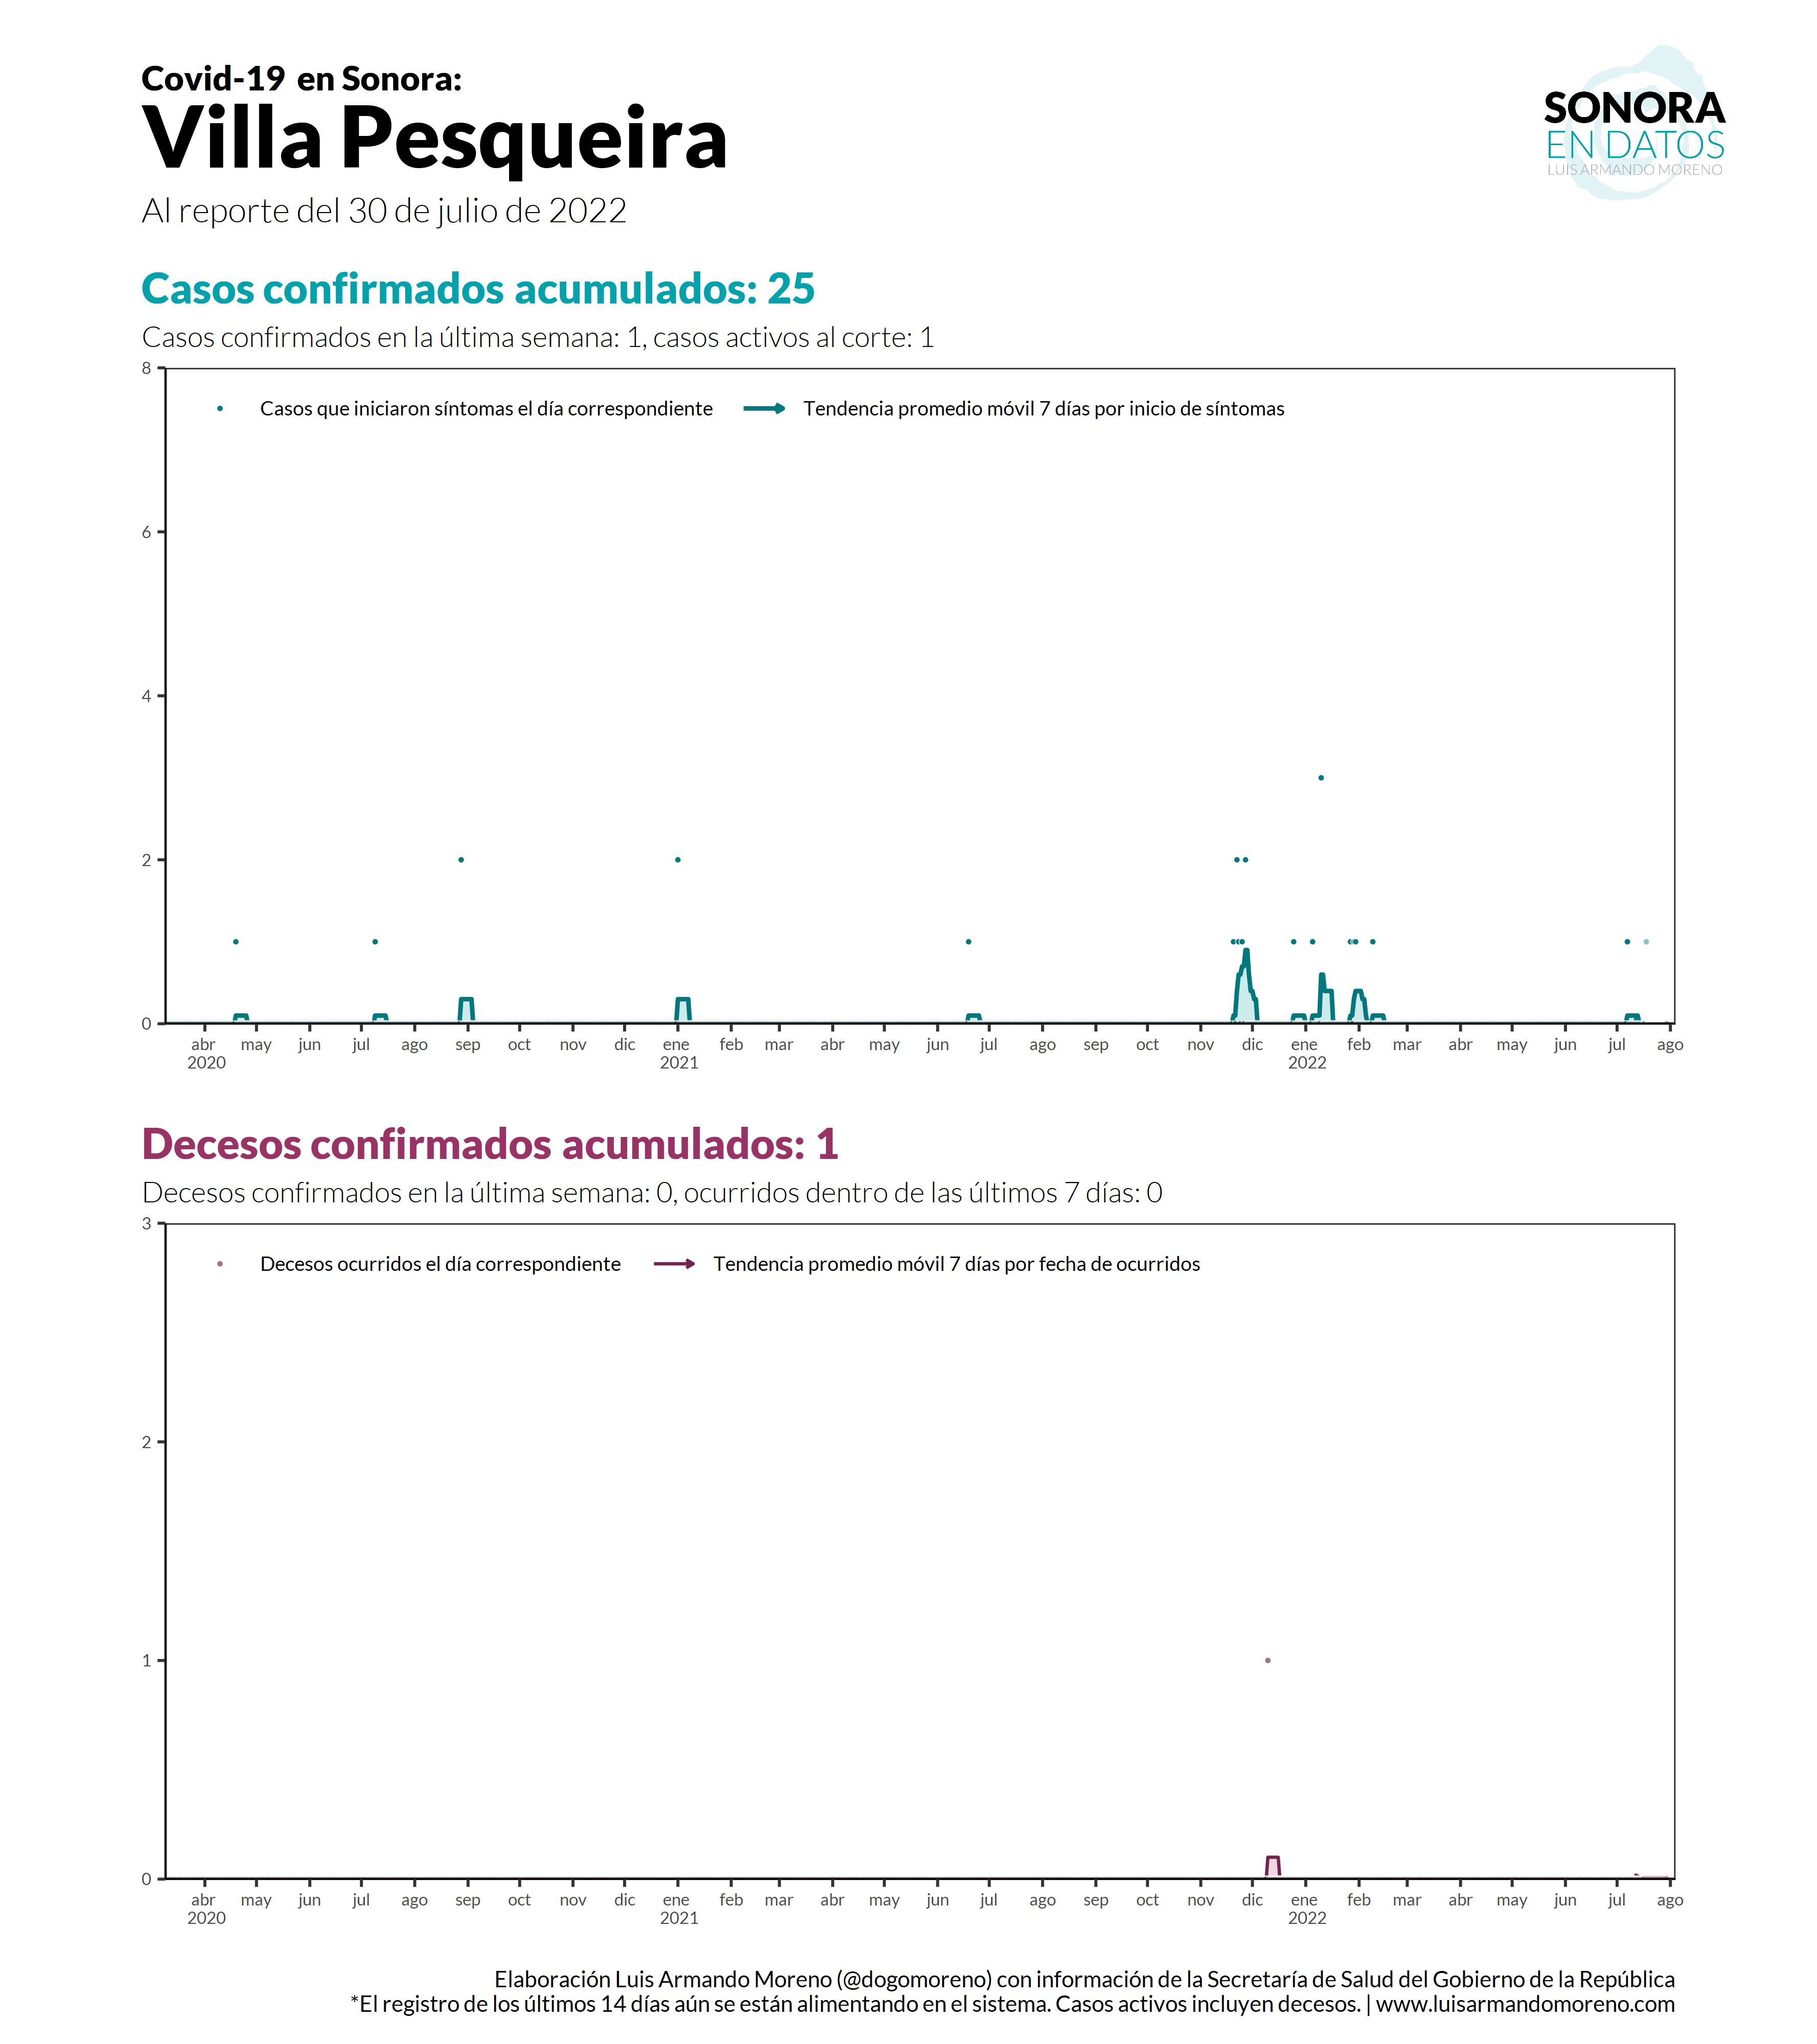 Covid-19 en Sonora:
Villa Pesqueira
Al reporte del 30 de julio de 2022
SONORA
EN DATOS
LUIS ARMANDO MORENO
Casos confirmados acumulados: 25
Casos confirmados en la última semana: 1, casos activos al corte: 1
8
Casos que iniciaron síntomas el día correspondiente Tendencia promedio móvil 7 días por inicio de síntomas
6
4
2
0
abr may jun jul ago sep oct nov dic ene feb mar abr may jun jul ago sep oct nov dic ene feb mar abr may jun jul ago
2020 2021 2022
Decesos confirmados acumulados: 1
Decesos confirmados en la última semana: 0, ocurridos dentro de las últimos 7 días: 0
3
Decesos ocurridos el día correspondiente Tendencia promedio móvil 7 días por fecha de ocurridos
2
1
0
abr may jun jul ago sep oct nov dic ene feb mar abr may jun jul ago sep oct nov dic ene feb mar abr may jun jul ago
2020 2021 2022
Elaboración Luis Armando Moreno (@dogomoreno) con información de la Secretaría de Salud del Gobierno de la República
*El registro de los últimos 14 días aún se están alimentando en el sistema. Casos activos incluyen decesos. | www.luisarmandomoreno.com